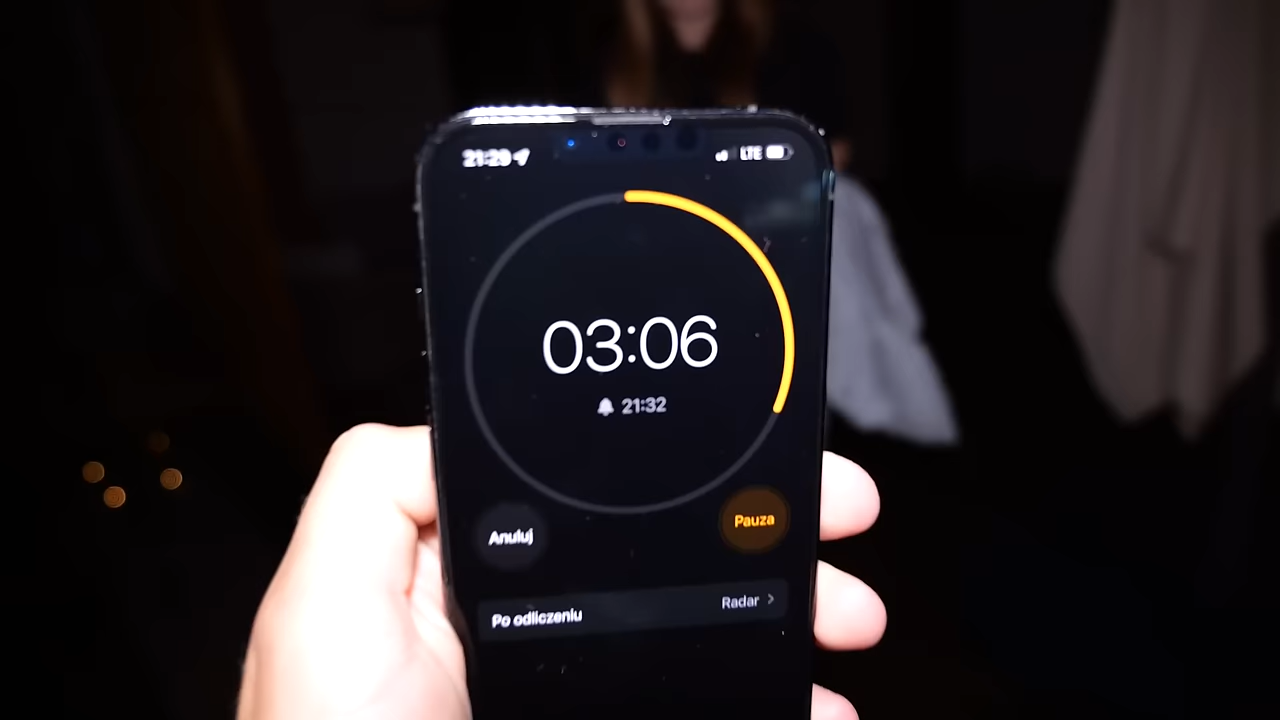 21:29 LTE
03:06
21:32
Pauza
Anuluj
Po odliczeniu Radar